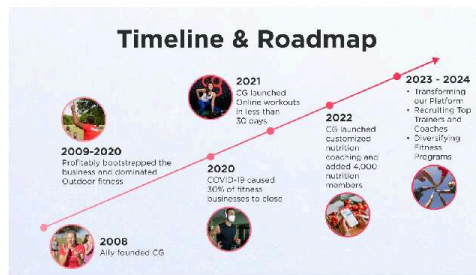 Timeline & Roadmap
2008
Ally founded CG
2009-2020
Profitably bootstrapped the
business and dominated
Outdoor fitness
2020
COVID-19 caused
30% of fitness
businesses to close
2021
CG launched
Online workouts
in less than
30 days
2022
CG launched
customized
nutrition
coaching and
added 4,000
nutrition
members
2023 - 2024
• Transforming
our Platform
• Recruiting Top
Trainers and
Coaches
• Diversifying
Fitness
Programs